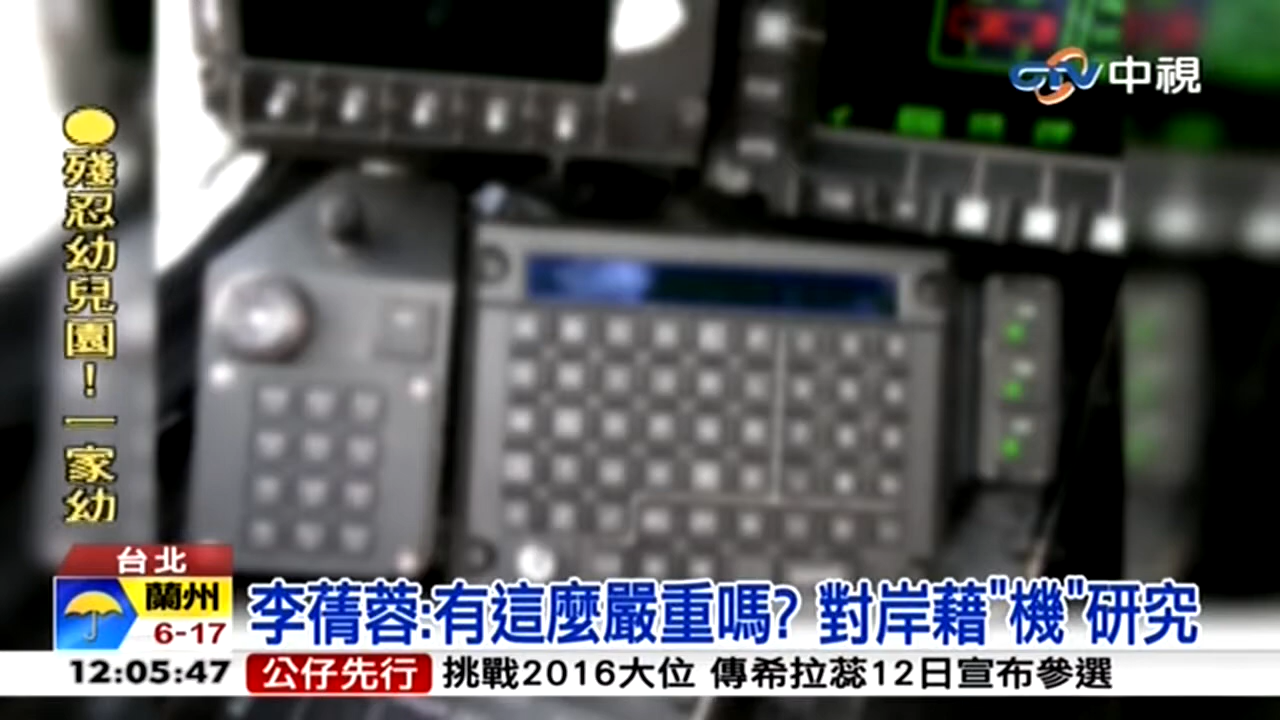 CTV中視
殘忍幼兒園！一家幼
台北
蘭州
6-17
李蒨蓉:有這麼嚴重嗎? 對岸藉"機"研究
12:05:47 公仔先行 挑戰2016大位 傳希拉蕊12日宣布參選